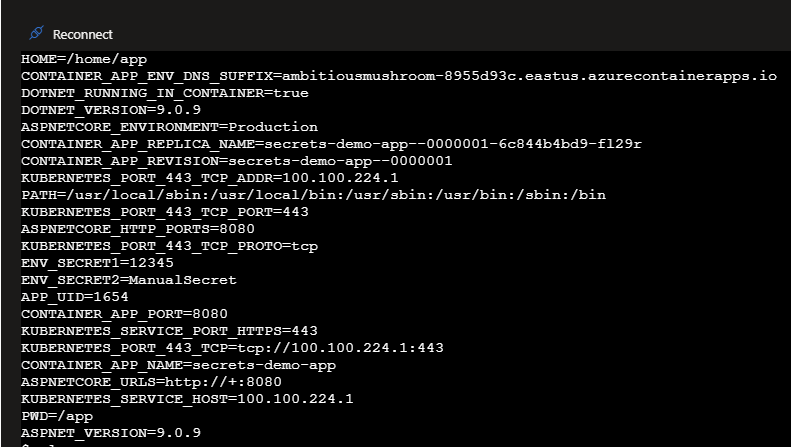 Reconnect
HOME=/home/app
CONTAINER_APP_ENV_DNS_SUFFIX=ambitiousmushroom-8955d93c.eastus.azurecontainerapps.io
DOTNET_RUNNING_IN_CONTAINER=true
DOTNET_VERSION=9.0.9
ASPNETCORE_ENVIRONMENT=Production
CONTAINER_APP_REPLICA_NAME=secrets-demo-app--0000001-6c844b4bd9-fl29r
CONTAINER_APP_REVISION=secrets-demo-app--0000001
KUBERNETES_PORT_443_TCP_ADDR=100.100.224.1
PATH=/usr/local/sbin:/usr/local/bin:/usr/sbin:/usr/bin:/sbin:/bin
KUBERNETES_PORT_443_TCP_PORT=443
ASPNETCORE_HTTP_PORTS=8080
KUBERNETES_PORT_443_TCP_PROTO=tcp
ENV_SECRET1=12345
ENV_SECRET2=ManualSecret
APP_UID=1654
CONTAINER_APP_PORT=8080
KUBERNETES_SERVICE_PORT_HTTPS=443
KUBERNETES_PORT_443_TCP=tcp://100.100.224.1:443
CONTAINER_APP_NAME=secrets-demo-app
ASPNETCORE_URLS=http://+:8080
KUBERNETES_SERVICE_HOST=100.100.224.1
PWD=/app
ASPNET_VERSION=9.0.9